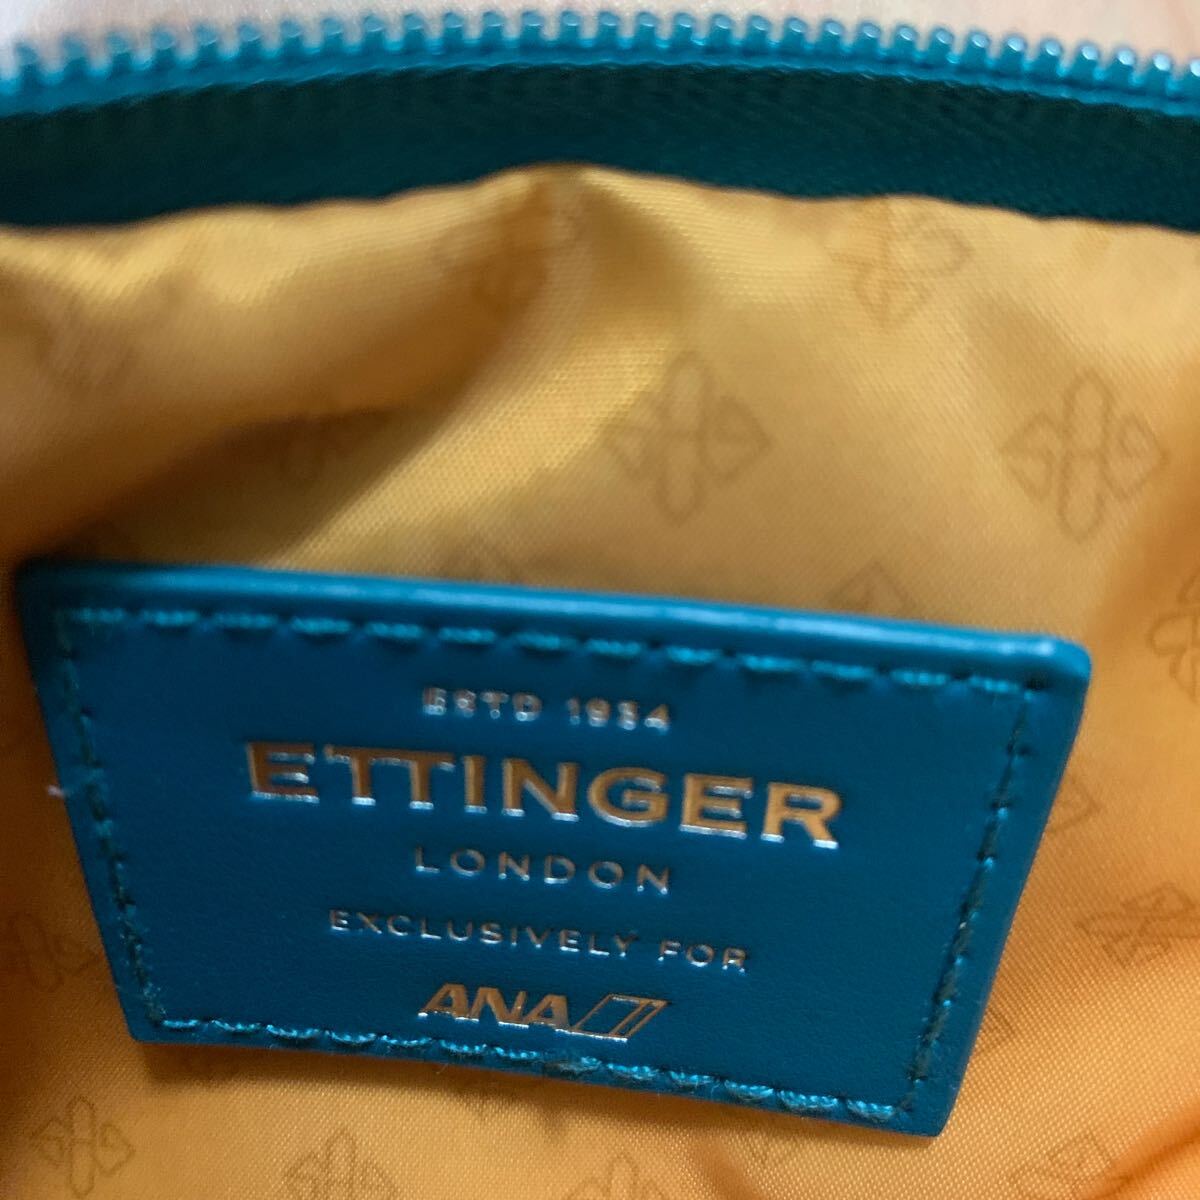 ESTD 1934
ETTINGER
LONDON
EXCLUSIVELY FOR
ANA